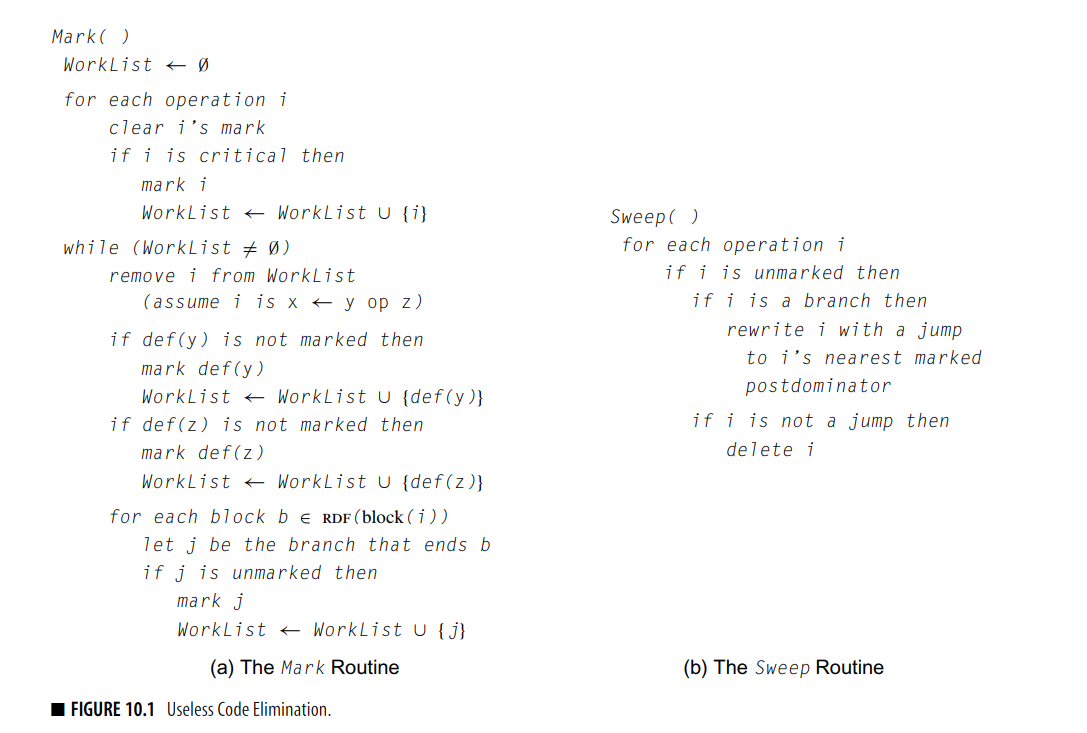 Mark( )
WorkList ← Ø
for each operation i
clear i’s mark
if i is critical then
mark i
WorkList ← WorkList ∪ {i}
while (WorkList ≠ Ø)
remove i from WorkList
(assume i is x ← y op z)
if def(y) is not marked then
mark def(y)
WorkList ← WorkList ∪ {def(y)}
if def(z) is not marked then
mark def(z)
WorkList ← WorkList ∪ {def(z)}
for each block b ∈ RDF(block(i))
let j be the branch that ends b
if j is unmarked then
mark j
WorkList ← WorkList ∪ {j}
(a) The Mark Routine
Sweep( )
for each operation i
if i is unmarked then
if i is a branch then
rewrite i with a jump
to i’s nearest marked
postdominator
if i is not a jump then
delete i
(b) The Sweep Routine
■ FIGURE 10.1 Useless Code Elimination.